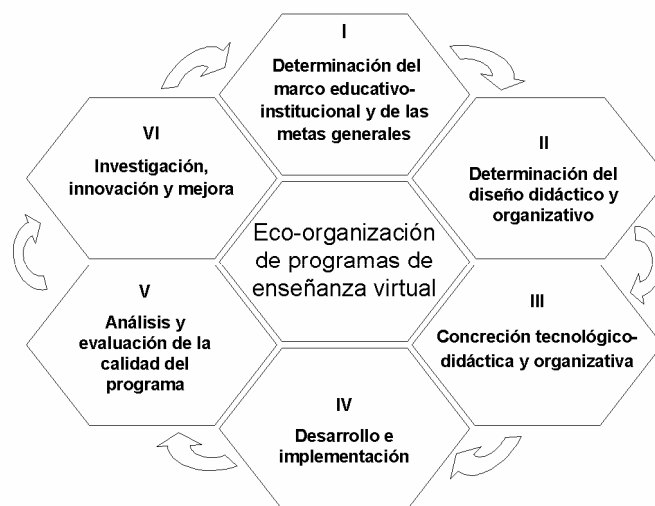 I
Determinación del
marco educativo-
institucional y de las
metas generales
II
Determinación del
diseño didáctico y
organizativo
III
Concreción tecnológico-
didáctica y organizativa
IV
Desarrollo e
implementación
V
Análisis y
evaluación de la
calidad del
programa
VI
Investigación,
innovación y mejora
Eco-organización
de programas de
enseñanza virtual